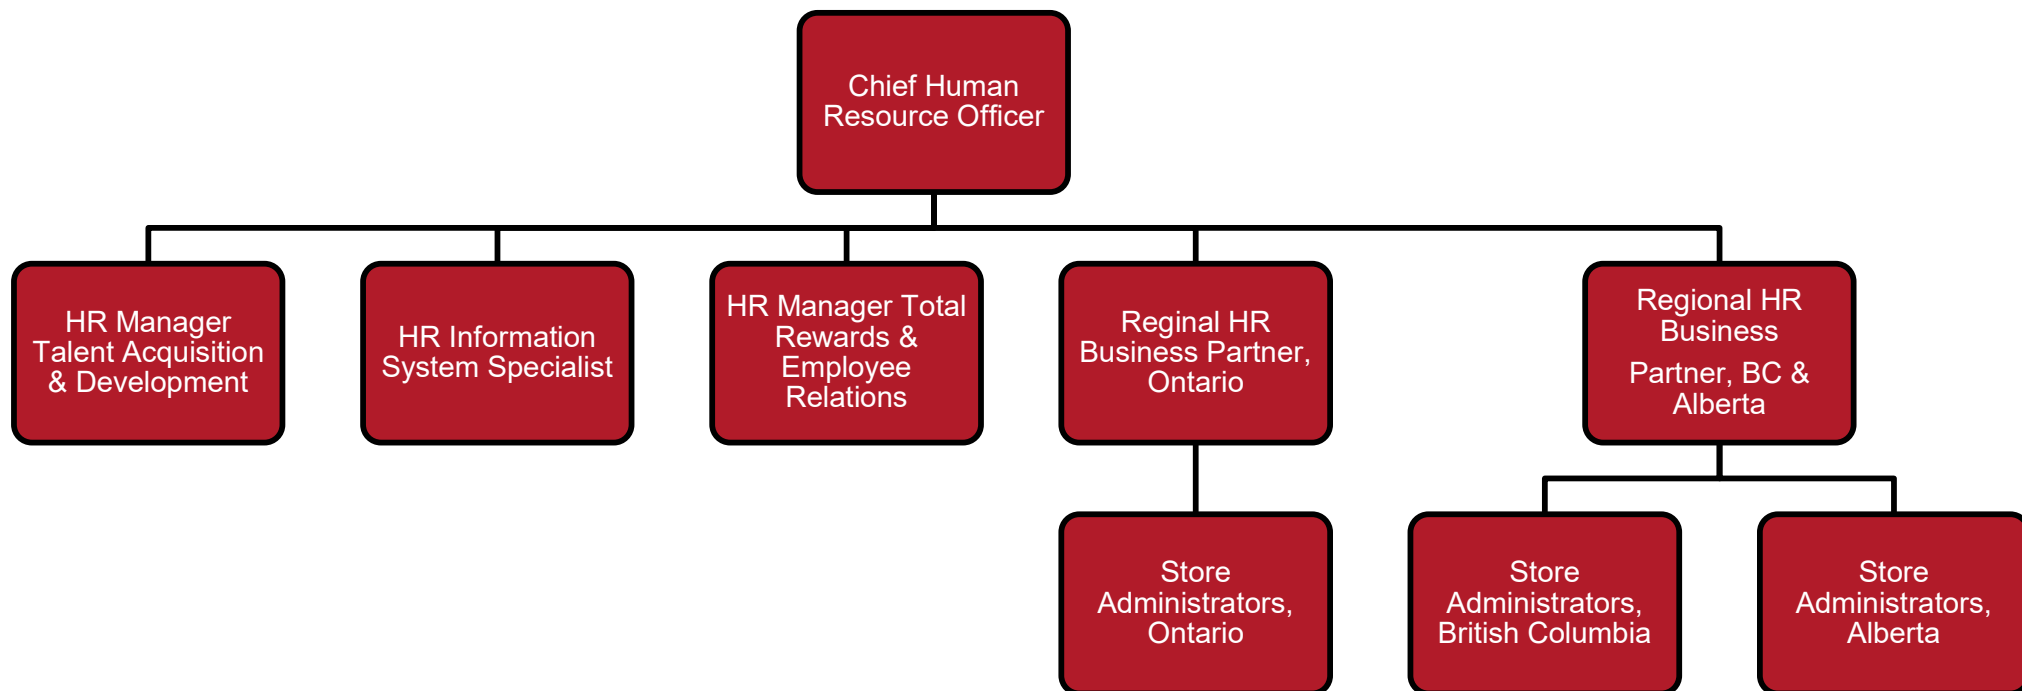 Chief Human
Resource Officer
HR Manager
Talent Acquisition
& Development
HR Information
System Specialist
HR Manager Total
Rewards &
Employee
Relations
Reginal HR
Business Partner,
Ontario
Regional HR
Business
Partner, BC &
Alberta
Store
Administrators,
Ontario
Store
Administrators,
British Columbia
Store
Administrators,
Alberta